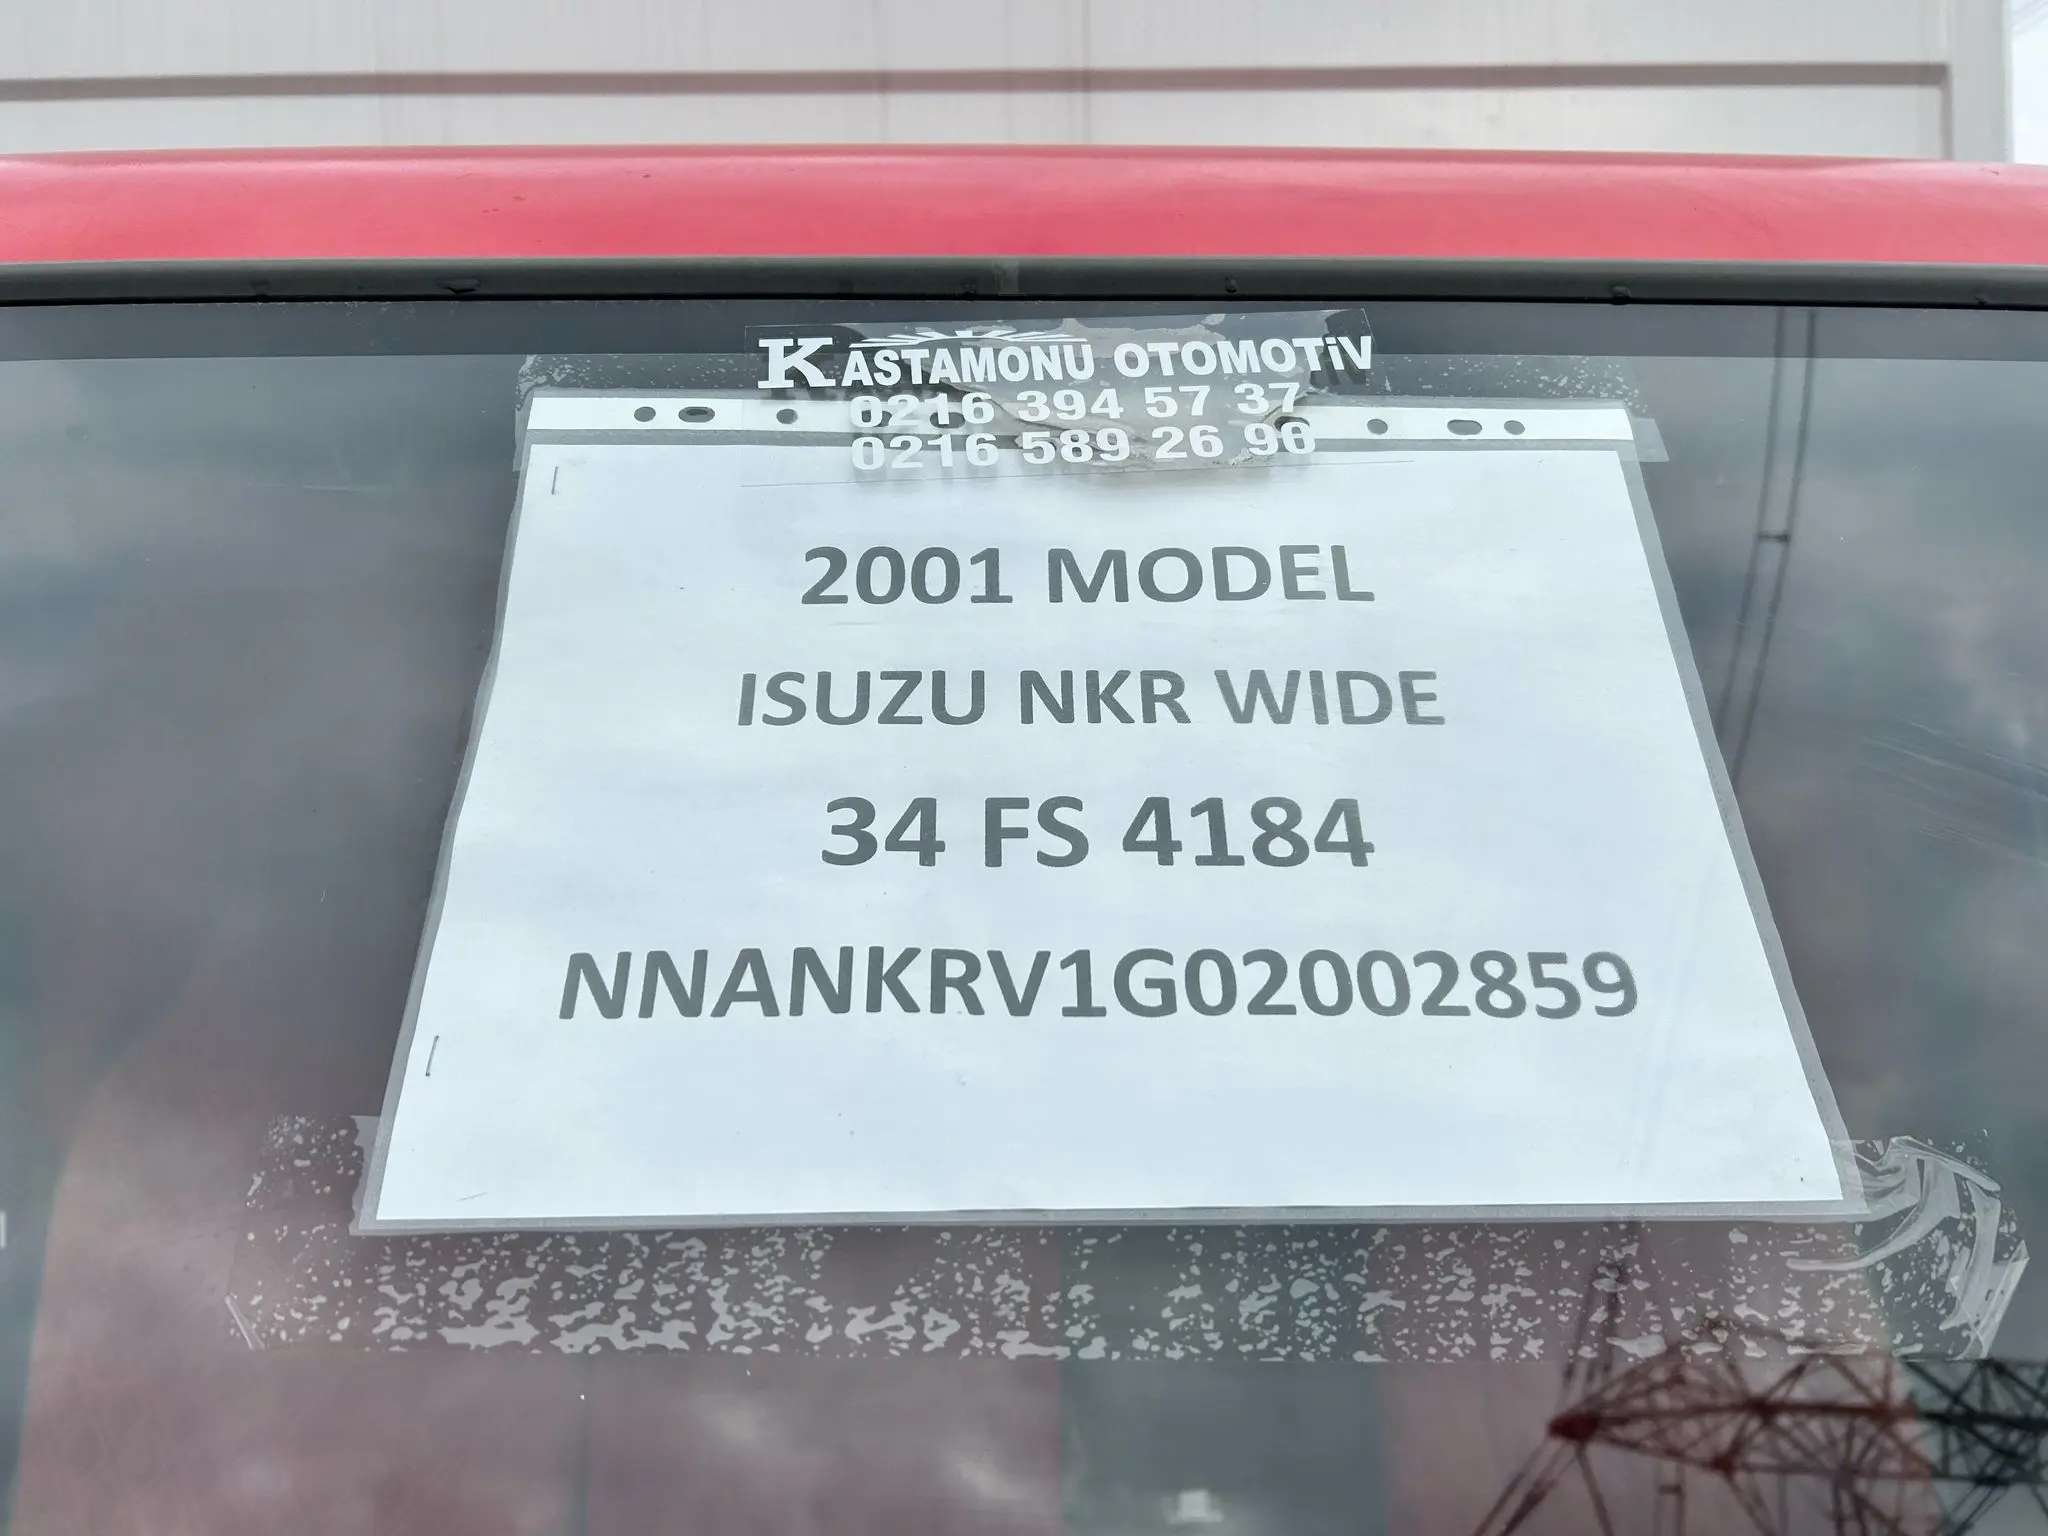 KASTAMONU OTOMOTİV
0216 394 57 37
0216 589 26 96
2001 MODEL
ISUZU NKR WIDE
34 FS 4184
NNANKRV1G02002859